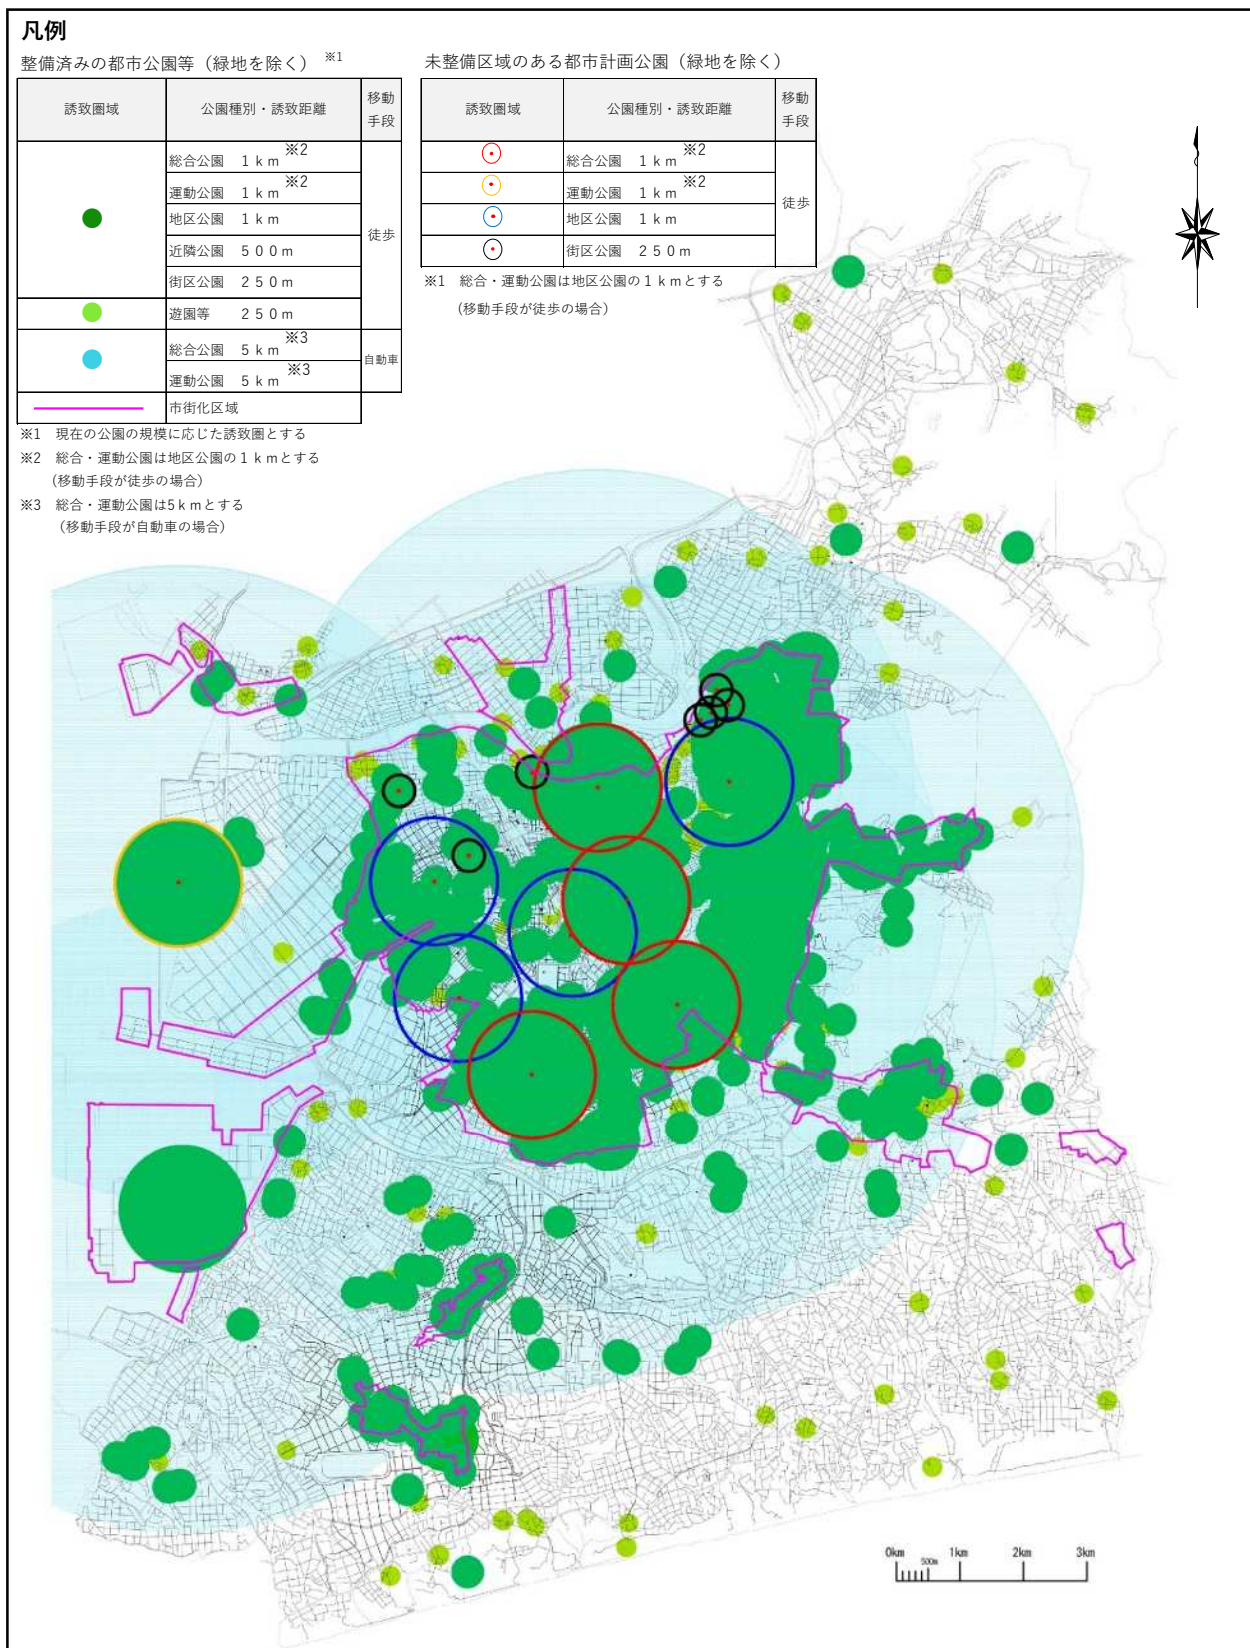 凡例
整備済みの都市公園等（緑地を除く） ※1
誘致圏域 公園種別・誘致距離 移動手段
総合公園 1km ※2
運動公園 1km ※2
地区公園 1km
近隣公園 500m
街区公園 250m
徒歩
遊園等 250m
総合公園 5km ※3
運動公園 5km ※3
自動車
市街化区域
※1 現在の公園の規模に応じた誘致圏とする
※2 総合・運動公園は地区公園の1kmとする
(移動手段が徒歩の場合)
※3 総合・運動公園は5kmとする
(移動手段が自動車の場合)
未整備区域のある都市計画公園（緑地を除く）
誘致圏域 公園種別・誘致距離 移動手段
総合公園 1km ※2
運動公園 1km ※2
地区公園 1km
街区公園 250m
徒歩
※1 総合・運動公園は地区公園の1kmとする
(移動手段が徒歩の場合)
0km 500m 1km 2km 3km